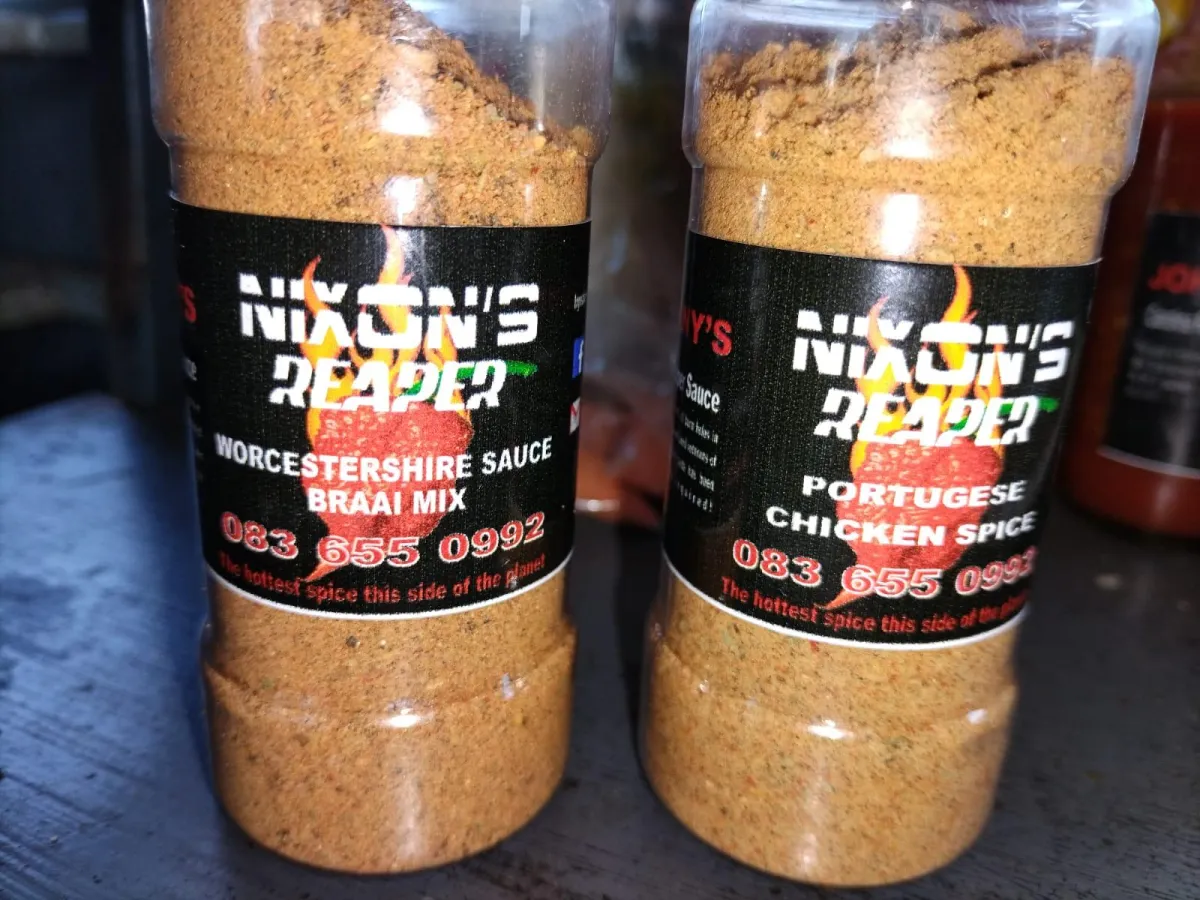 NIXON'S
REAPER
WORCESTERSHIRE SAUCE
BRAAI MIX
083 655 0992
The hottest spice this side of the planet
NY'S
Sauce
NIXON'S
REAPER
PORTUGESE
CHICKEN SPICE
083 655 0992
The hottest spice this side of the